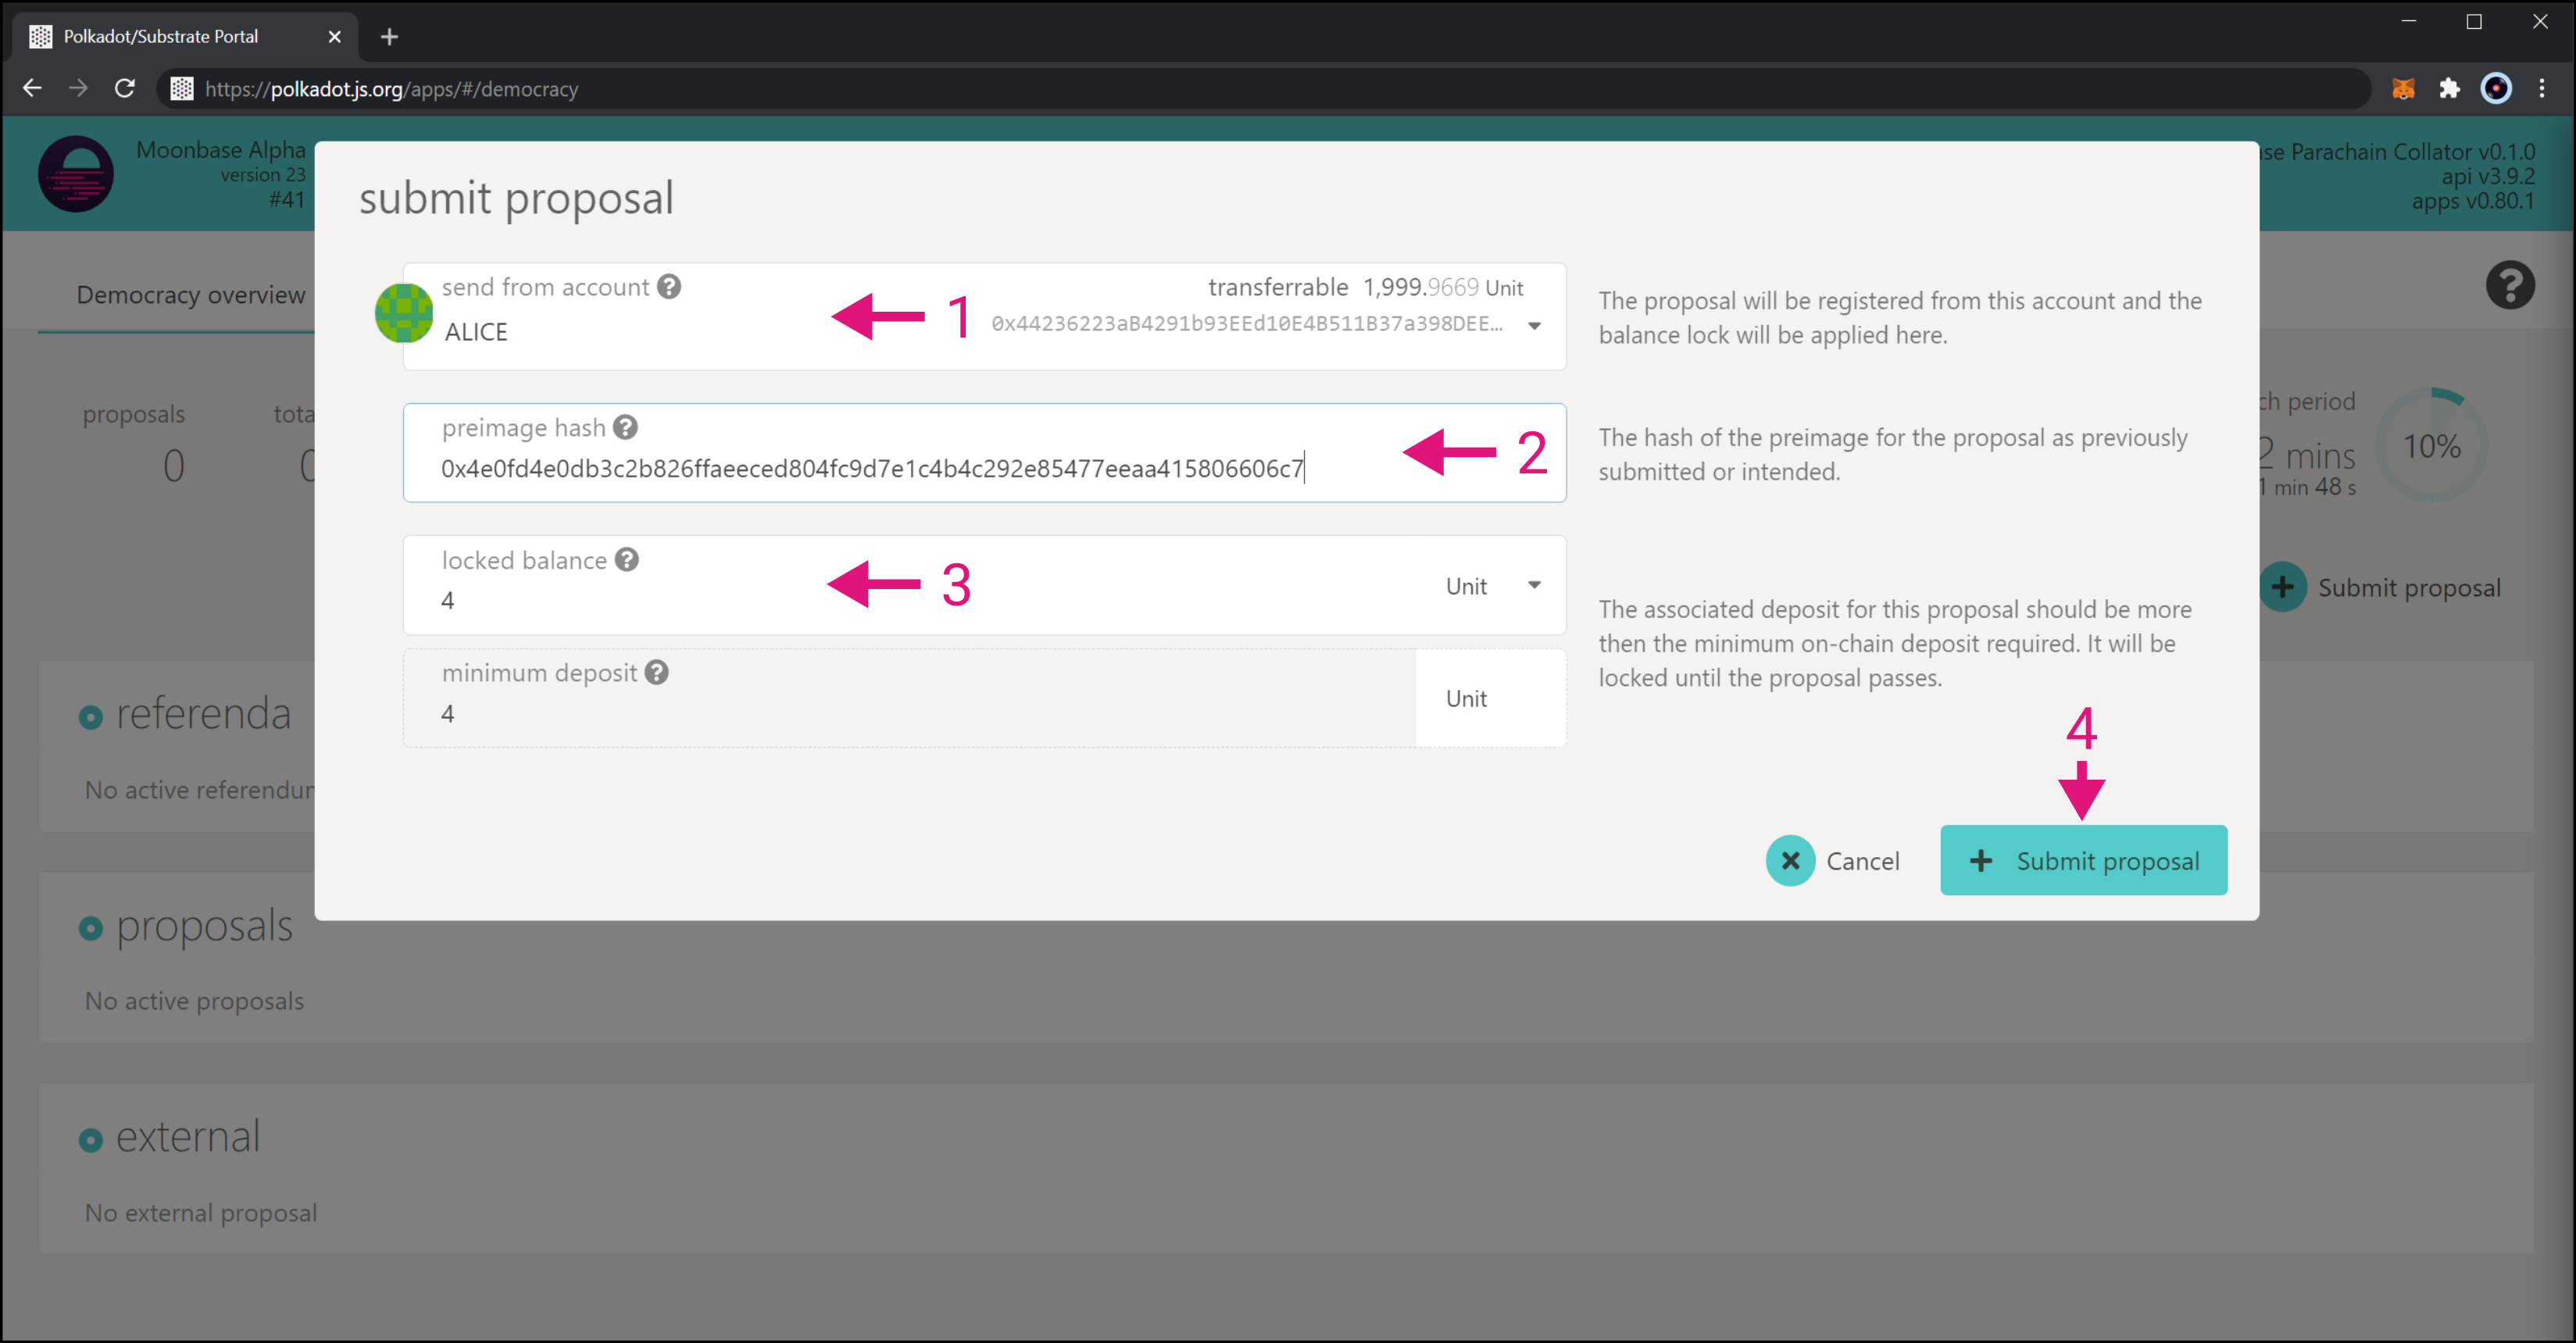 Polkadot/Substrate Portal
https://polkadot.js.org/apps/#/democracy
Moonbase Alpha
version 23
#41
Parachain Collator v0.1.0
api v3.9.2
apps v0.80.1
submit proposal
Democracy overview
send from account
transferrable 1,999.9669 Unit
ALICE
0x44236223aB4291b93EEd10E4B511B37a398DEE...
1
The proposal will be registered from this account and the
balance lock will be applied here.
proposals
0
preimage hash
0x4e0fd4e0db3c2b826ffaeeced804fc9d7e1c4b4c292e85477eeaa415806606c7
2
The hash of the preimage for the proposal as previously
submitted or intended.
period
2 mins
1 min 48 s
10%
locked balance
4
Unit
3
minimum deposit
4
Unit
The associated deposit for this proposal should be more
then the minimum on-chain deposit required. It will be
locked until the proposal passes.
Submit proposal
4
Cancel
Submit proposal
referenda
No active
proposals
No active proposals
external
No external proposal